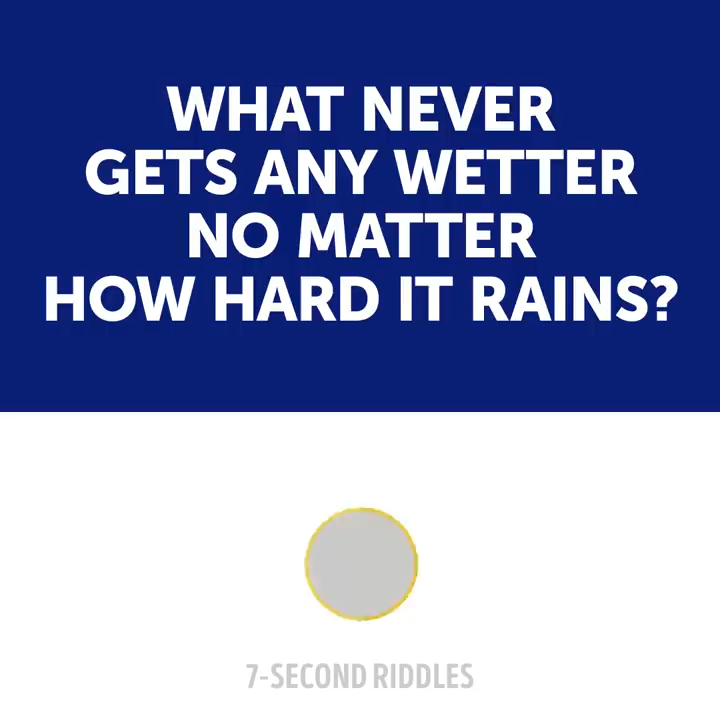 WHAT NEVER
GETS ANY WETTER
NO MATTER
HOW HARD IT RAINS?
7-SECOND RIDDLES